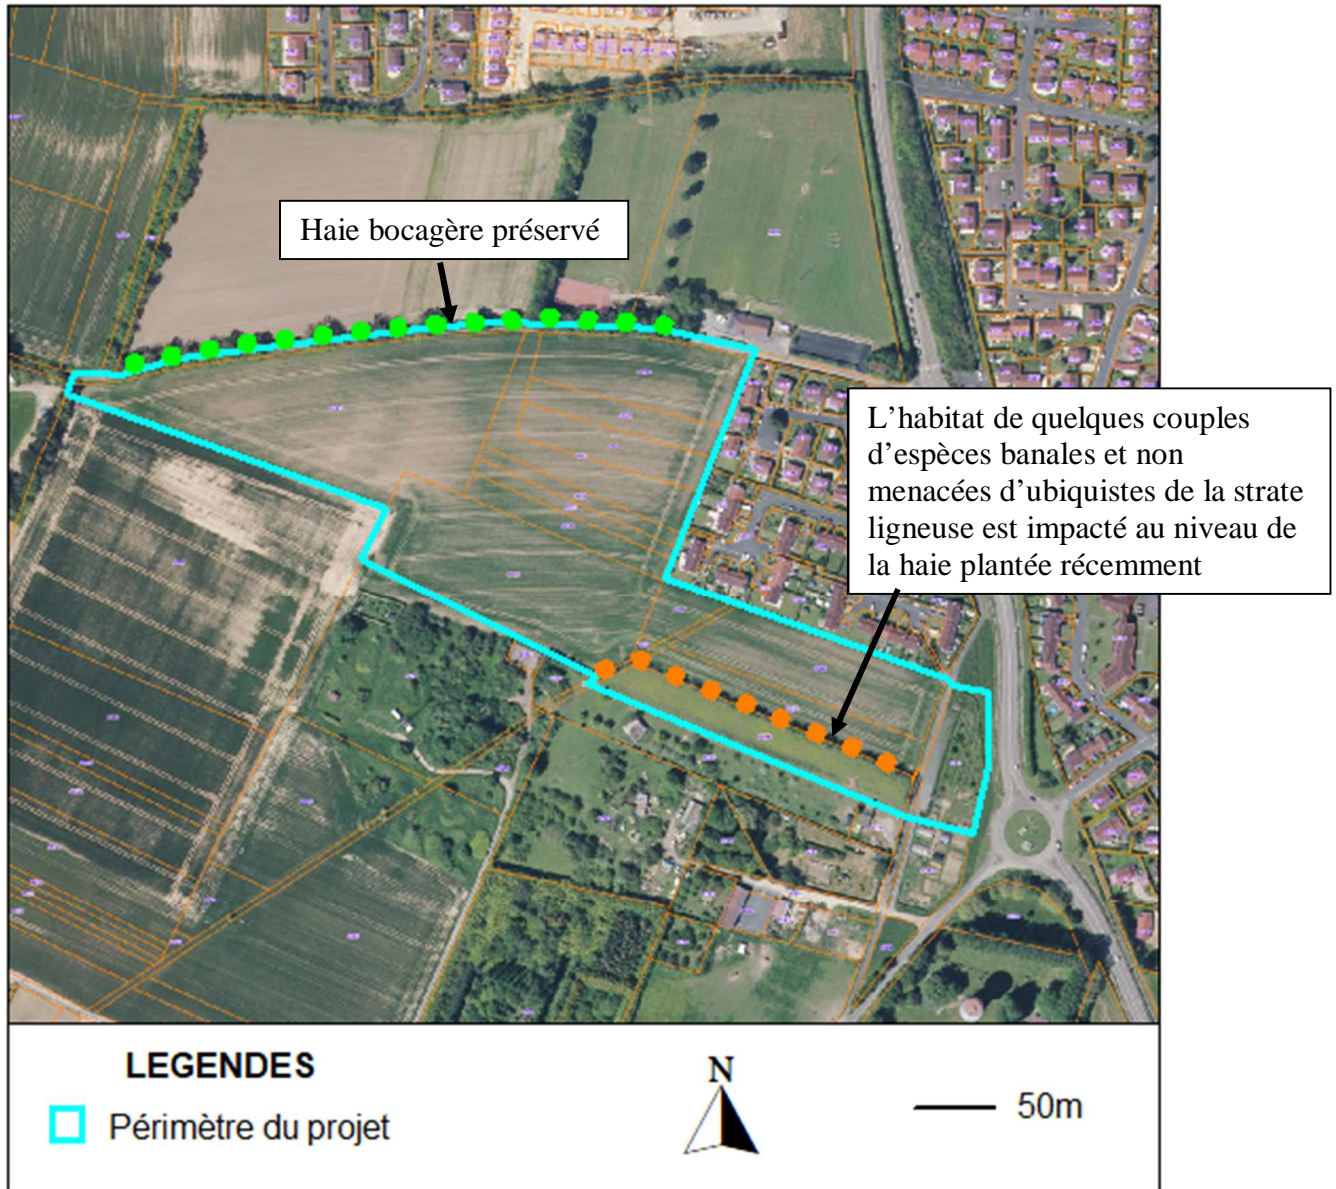 Haie bocagère préservé
L’habitat de quelques couples
d’espèces banales et non
menacées d’ubiquistes de la strate
ligneuse est impacté au niveau de
la haie plantée récemment
LEGENDES
Périmètre du projet
N
50m